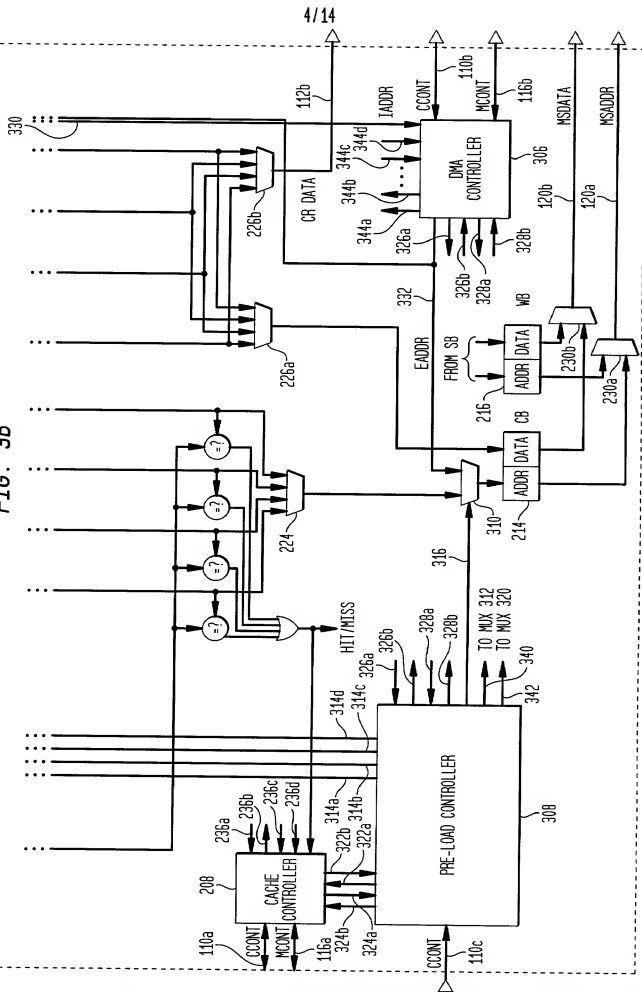 4/14
FIG. 3B
330
112b
110b
116b
IADDR
CCONT
MCONT
344d
344c
344b
344a
DMA
CONTROLLER
306
CR DATA
226b
226a
326a
326b
328a
328b
332
EADDR
MSDATA
120b
MSADDR
120a
WB
FROM SB
ADDR DATA
216
230b
230a
CB
ADDR DATA
214
310
316
=?
=?
=?
=?
224
HIT/MISS
326a
326b
328a
328b
TO MUX 312
TO MUX 320
340
342
314d
314c
314b
314a
236a
236b
236c
236d
208
CACHE
CONTROLLER
322b
322a
324a
324b
PRE-LOAD CONTROLLER
308
CCONT
110a
MCONT
116a
CCONT
110c